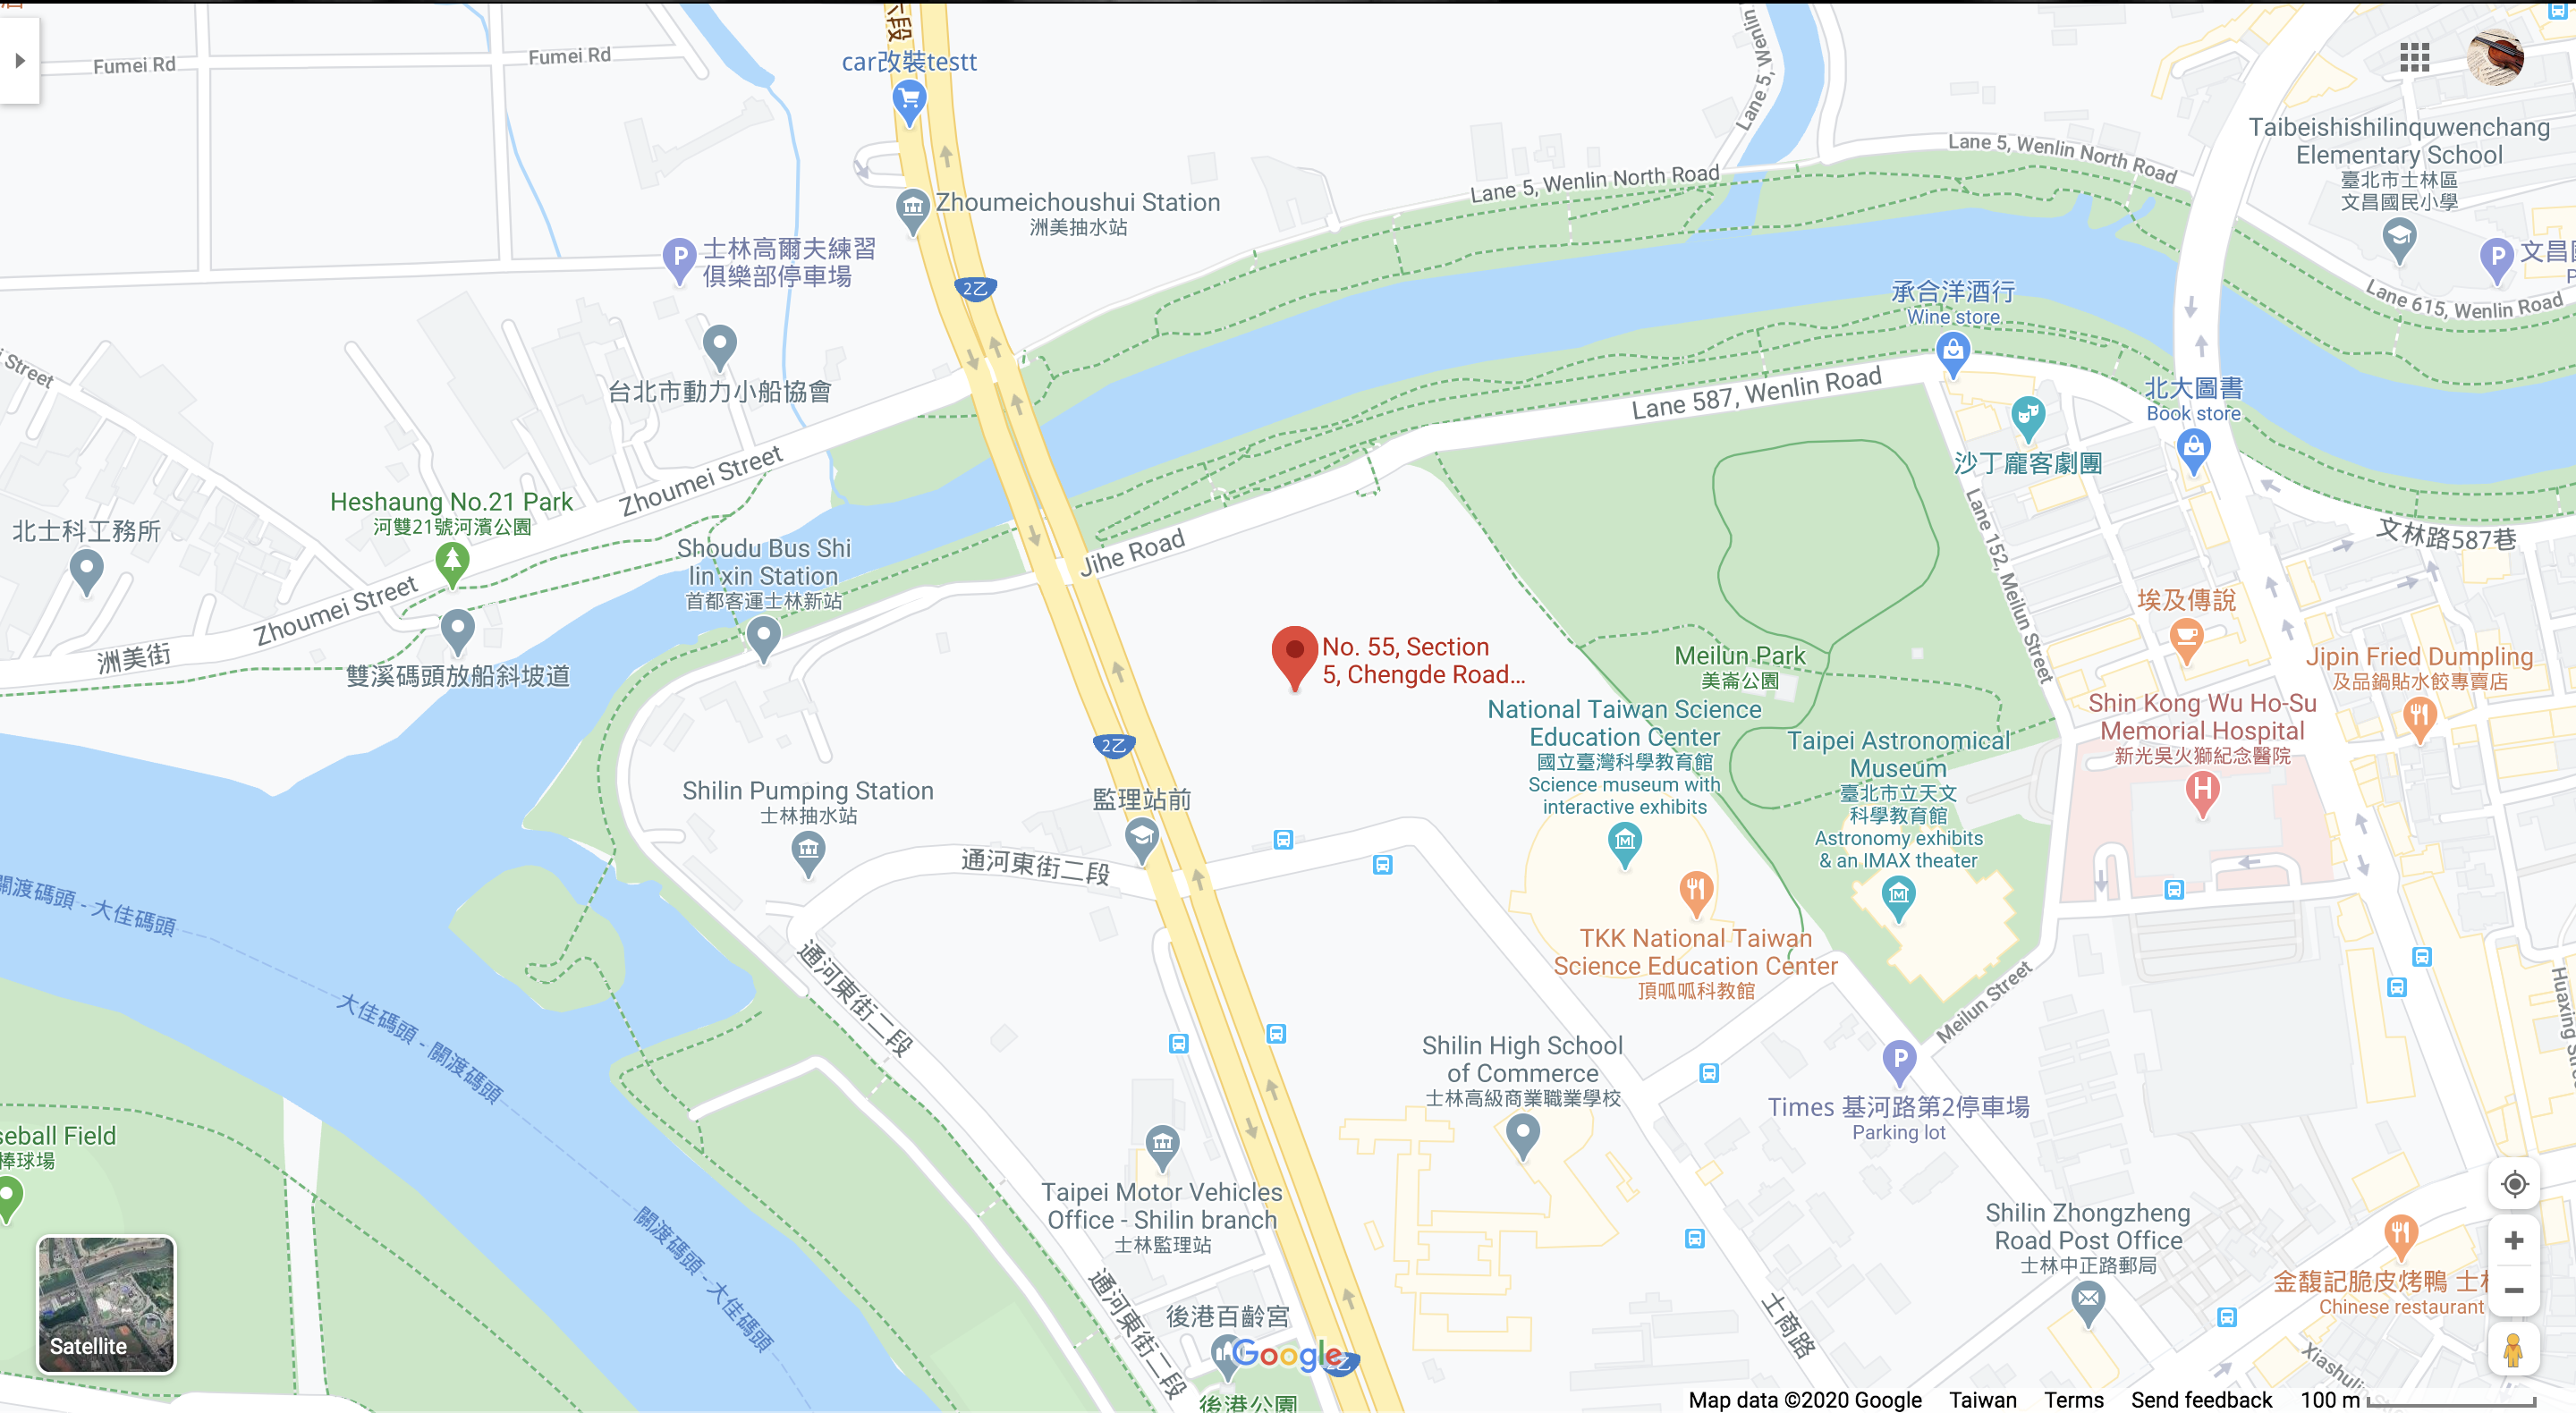 Fumei Rd
Fumei Rd
car改裝testt
Zhoumeichoushui Station
洲美抽水站
士林高爾夫練習
俱樂部停車場
2乙
台北市動力小船協會
Lane 5, Wenlin
Lane 5, Wenlin North Road
Lane 5, Wenlin North Road
Taibeishishilinquwenchang
Elementary School
臺北市士林區
文昌國民小學
Lane 615, Wenlin Road
承合洋酒行
Wine store
Lane 587, Wenlin Road
北大圖書
Book store
沙丁龐客劇團
Lane 152, Meilun Street
文林路587巷
Street
Zhoumei Street
Heshaung No.21 Park
河雙21號河濱公園
北士科工務所
Shoudu Bus Shi
lin xin Station
首都客運士林新站
Jihe Road
Zhoumei Street
洲美街
雙溪碼頭放船斜坡道
No. 55, Section
5, Chengde Road...
Meilun Park
美崙公園
埃及傳說
Jipin Fried Dumpling
及品鍋貼水餃專賣店
Shin Kong Wu Ho-Su
Memorial Hospital
新光吳火獅紀念醫院
National Taiwan Science
Education Center
國立臺灣科學教育館
Science museum with
interactive exhibits
Taipei Astronomical
Museum
臺北市立天文
科學教育館
Astronomy exhibits
& an IMAX theater
2乙
Shilin Pumping Station
士林抽水站
監理站前
通河東街二段
TKK National Taiwan
Science Education Center
頂呱呱科教館
關渡碼頭 - 大佳碼頭
大佳碼頭 - 關渡碼頭
關渡碼頭 - 大佳碼頭
通河東街二段
Meilun Street
Shilin High School
of Commerce
士林高級商業職業學校
Times 基河路第2停車場
Parking lot
seball Field
棒球場
Taipei Motor Vehicles
Office - Shilin branch
士林監理站
通河東街二段
後港百齡宮
後港公園
士商路
Shilin Zhongzheng
Road Post Office
士林中正路郵局
金馥記脆皮烤鴨 士林
Chinese restaurant
Satellite
Google
Map data ©2020 Google
Taiwan
Terms
Send feedback
100 m